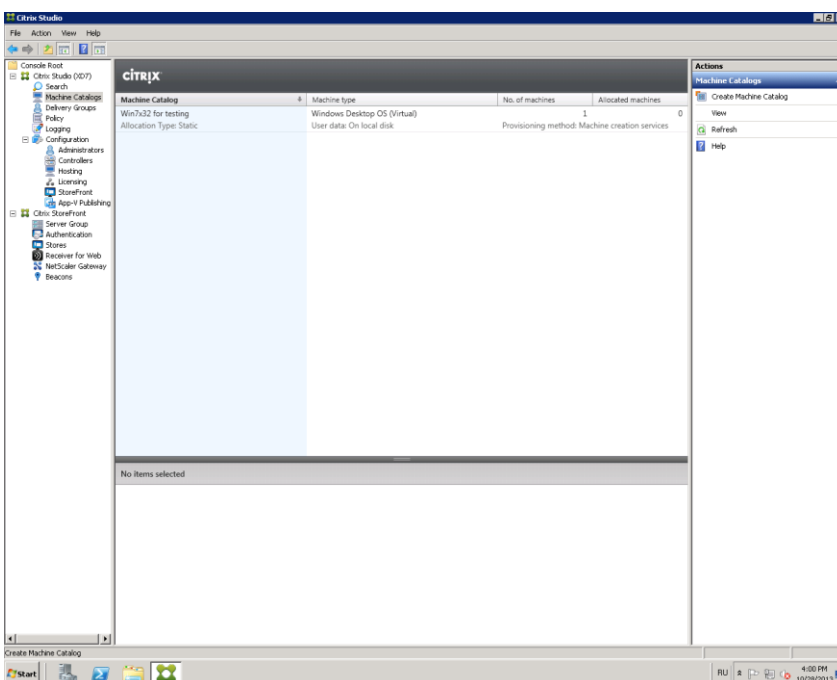 Citrix Studio
File Action View Help
Console Root
Citrix Studio (XD7)
Search
Machine Catalogs
Delivery Groups
Policy
Logging
Configuration
Administrators
Controllers
Hosting
Licensing
StoreFront
App-V Publishing
Citrix StoreFront
Server Group
Authentication
Stores
Receiver for Web
NetScaler Gateway
Beacons
CITRIX
Machine Catalog Machine type No. of machines Allocated machines
Win7x32 for testing Windows Desktop OS (Virtual) 1 0
Allocation Type: Static User data: On local disk Provisioning method: Machine creation services
No items selected
Actions
Machine Catalogs
Create Machine Catalog
View
Refresh
Help
Create Machine Catalog
Start
RU
4:00 PM